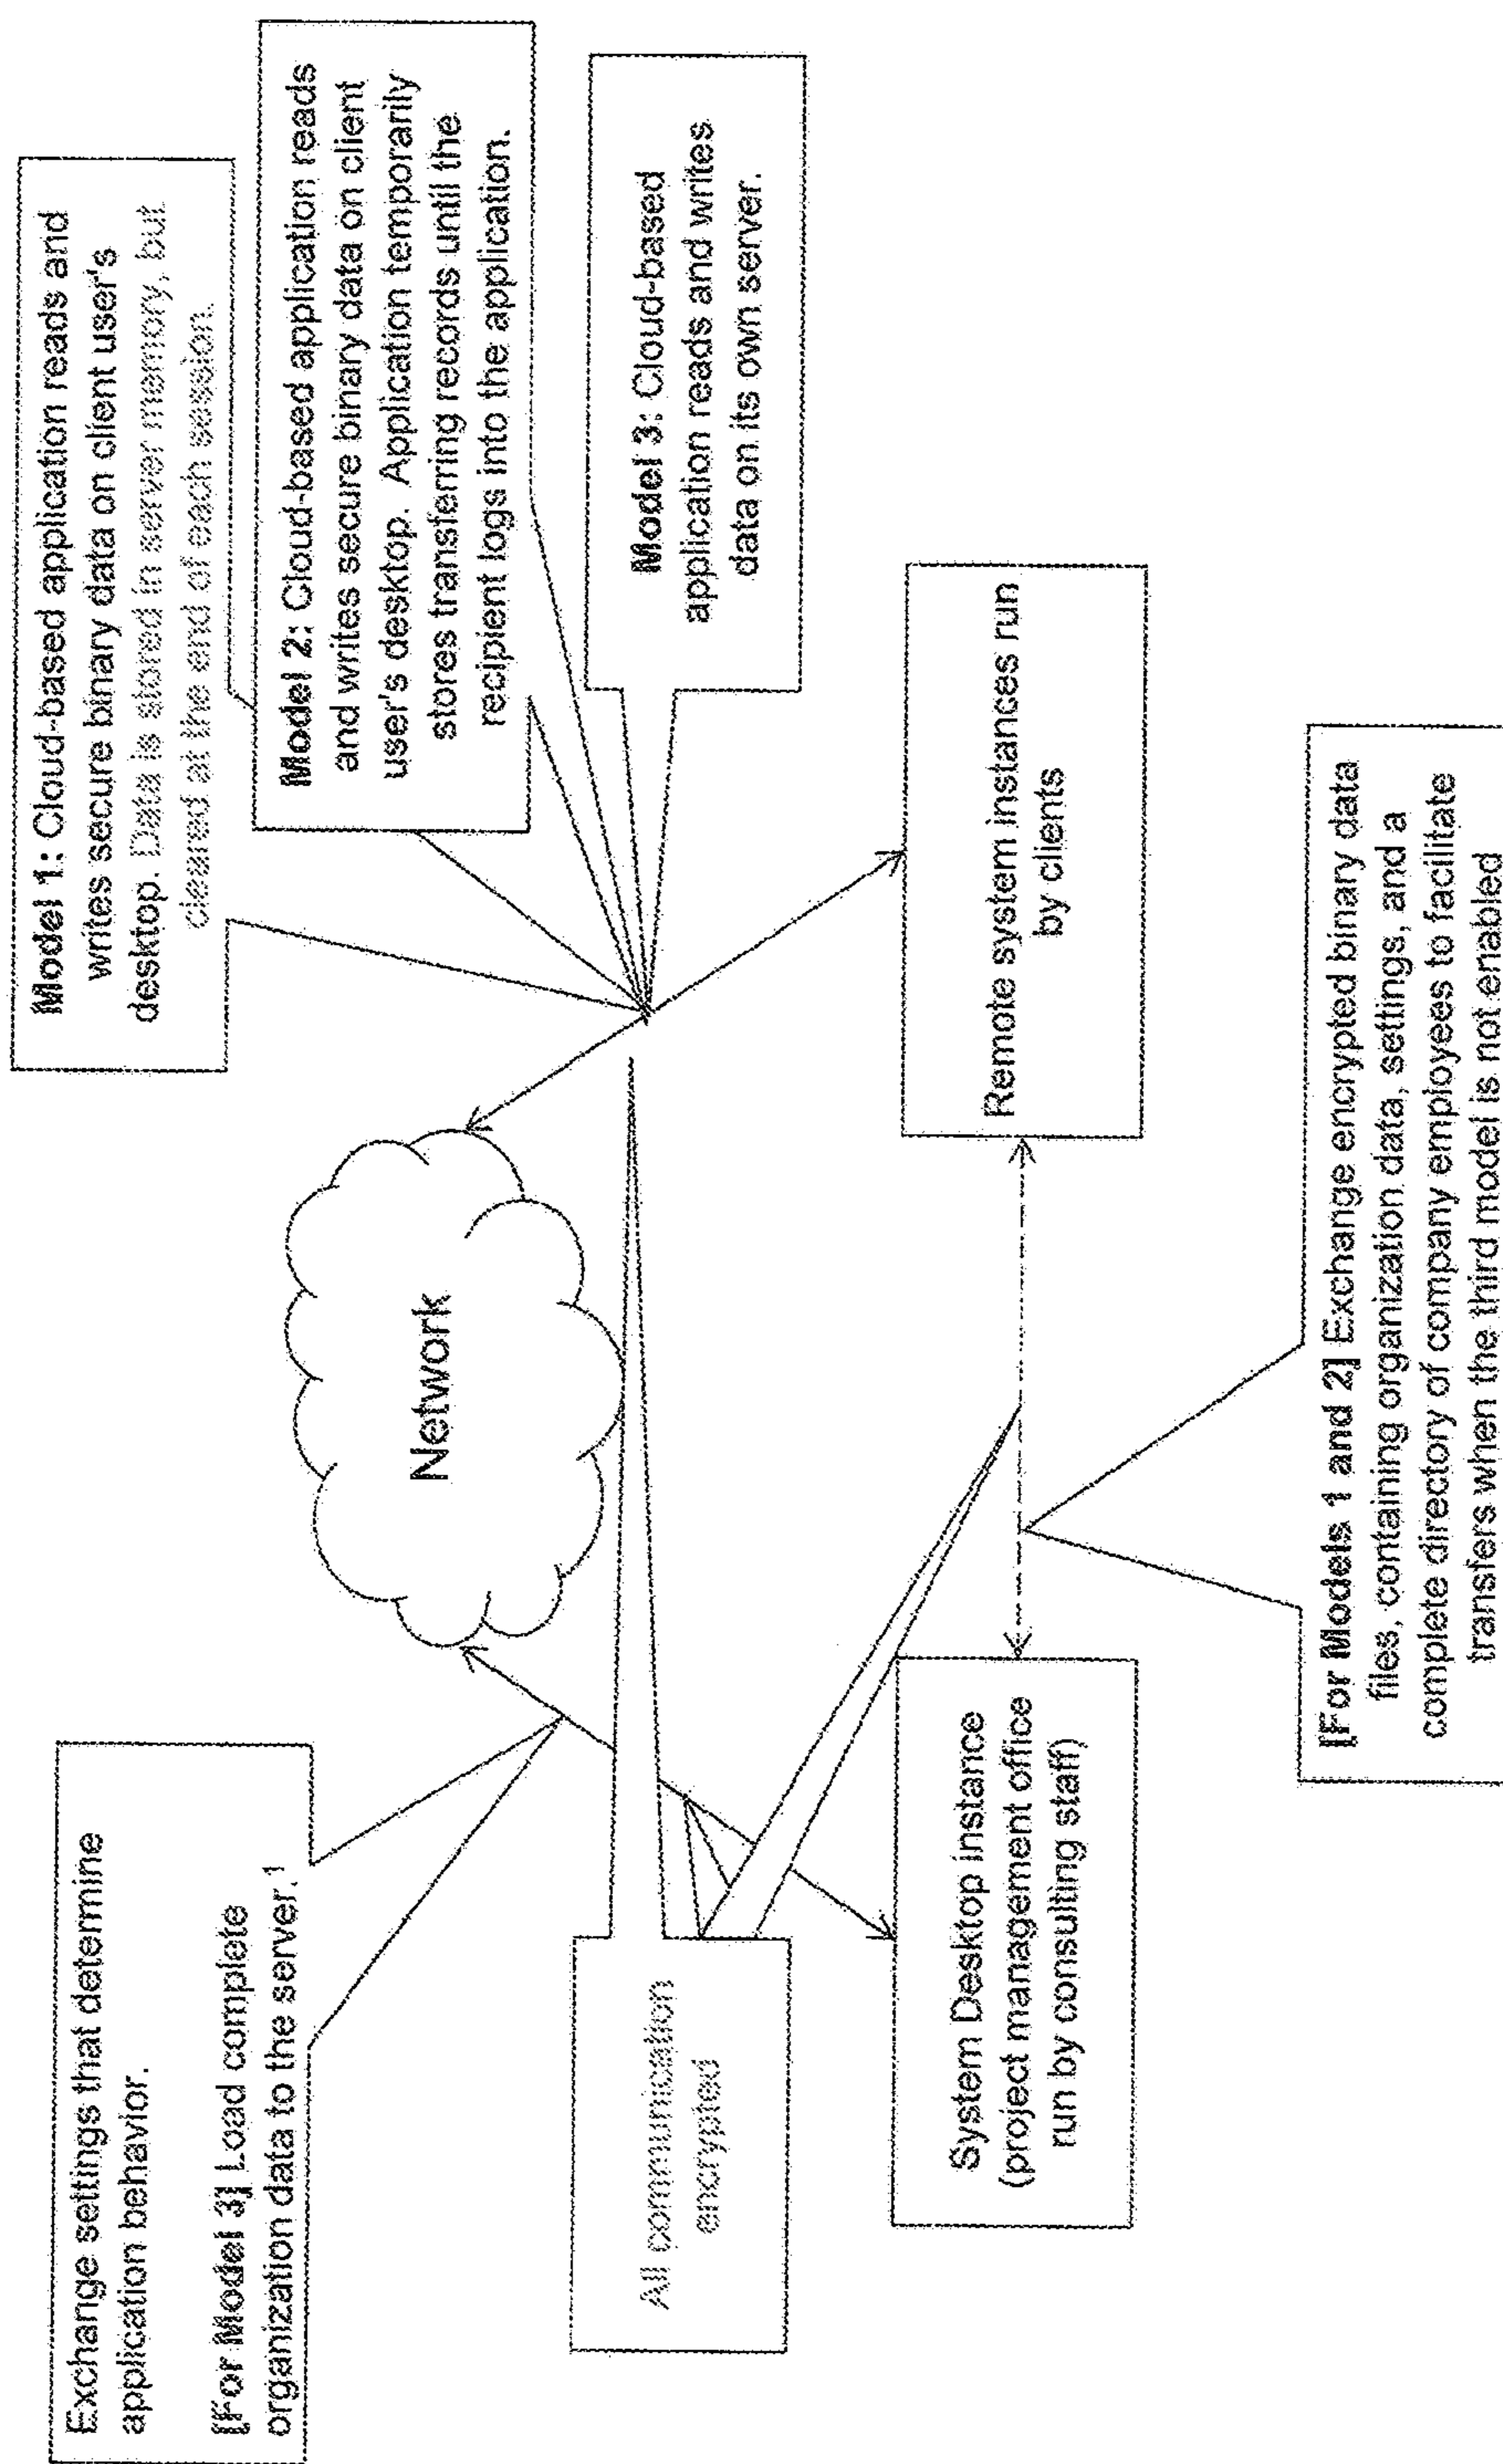 Exchange settings that determine
application behavior.
[For Model 3] Load complete
organization data to the server.1
All communication
encrypted
System Desktop instance
(project management office
run by consulting staff)
Network
Model 1: Cloud-based application reads and
writes secure binary data on client user's
desktop. Data is stored in server memory, but
cleared at the end of each session.
Model 2: Cloud-based application reads
and writes secure binary data on client
user's desktop. Application temporarily
stores transferring records until the
recipient logs into the application.
Model 3: Cloud-based
application reads and writes
data on its own server.
Remote system instances run
by clients
[For Models 1 and 2] Exchange encrypted binary data
files, containing organization data, settings, and a
complete directory of company employees to facilitate
transfers when the third model is not enabled